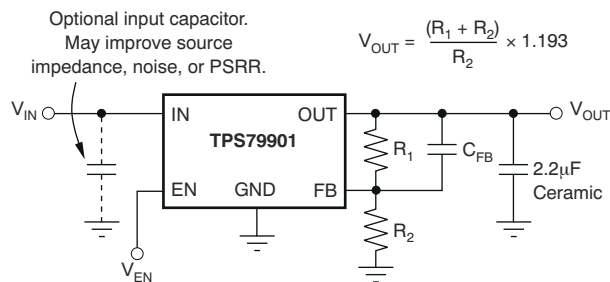 Optional input capacitor.
May improve source
impedance, noise, or PSRR.
V_OUT = (R_1 + R_2) / R_2 × 1.193
V_IN
IN
OUT
V_OUT
TPS79901
R_1
C_FB
2.2µF
Ceramic
EN
GND
FB
R_2
V_EN